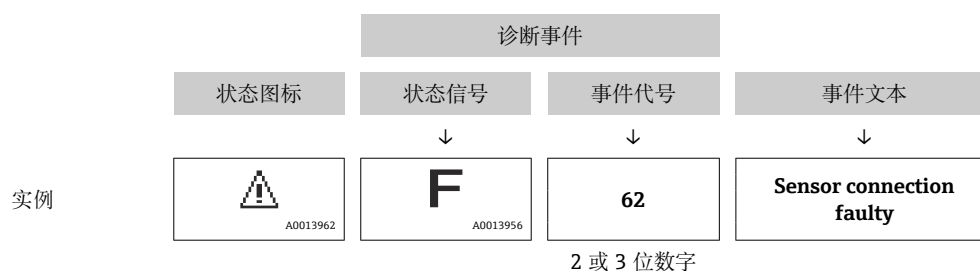 诊断事件
状态图标 状态信号 事件代号 事件文本
↓ ↓ ↓
实例 F 62 Sensor connection
faulty
A0013962 A0013956
2 或 3 位数字